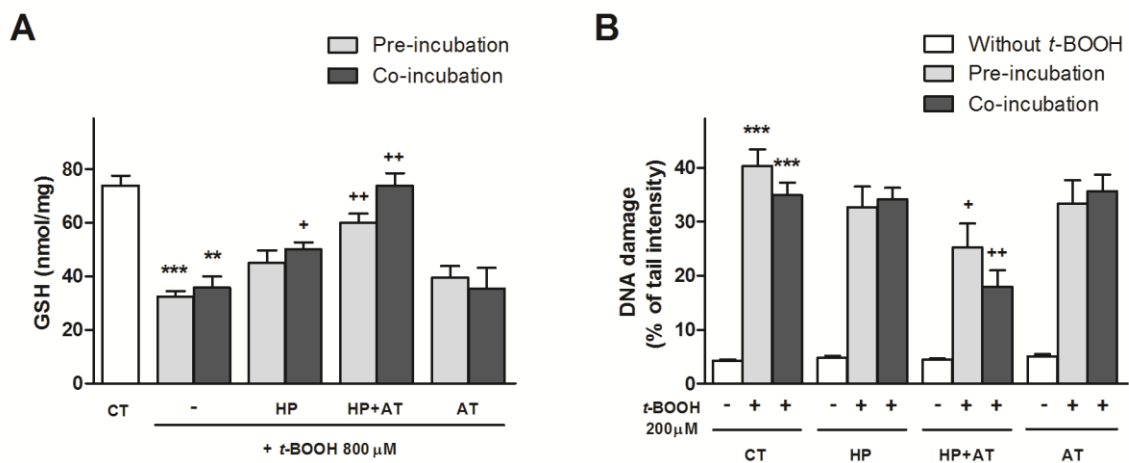 A
Pre-incubation
Co-incubation
GSH (nmol/mg)
80
60
40
20
0
***
**
+
++
++
CT
-
HP
HP+AT
AT
+ t-BOOH 800 μM
B
Without t-BOOH
Pre-incubation
Co-incubation
DNA damage
(% of tail intensity)
40
30
20
10
0
***
***
+
++
t-BOOH - + + - + + - + + - + +
200μM
CT HP HP+AT AT